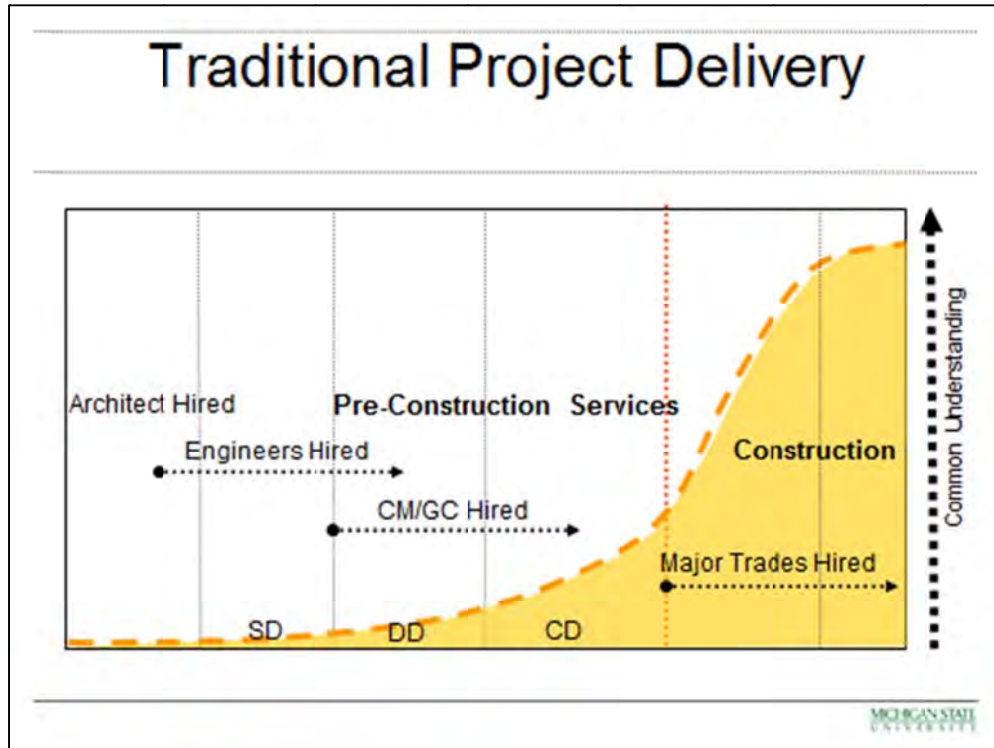 Traditional Project Delivery
Architect Hired
Pre-Construction Services
Engineers Hired
Construction
CM/GC Hired
Major Trades Hired
SD
DD
CD
Common Understanding
MICHIGAN STATE
UNIVERSITY